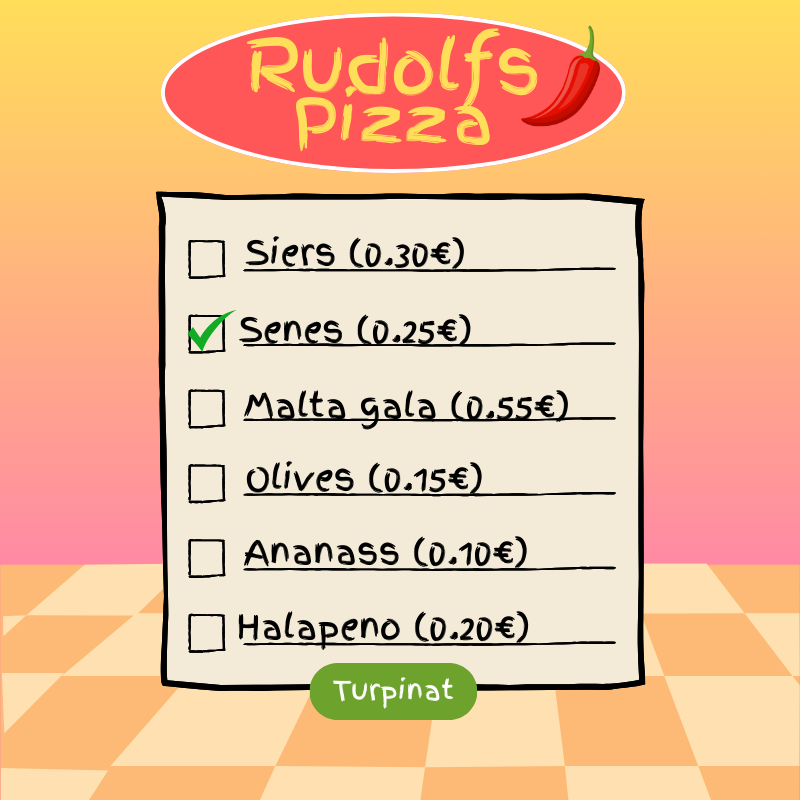 Rudolfs
Pizza
Siers (0.30€)
Senes (0.25€)
Malta gala (0.55€)
Olives (0.15€)
Ananass (0.10€)
Halapeno (0.20€)
Turpinat